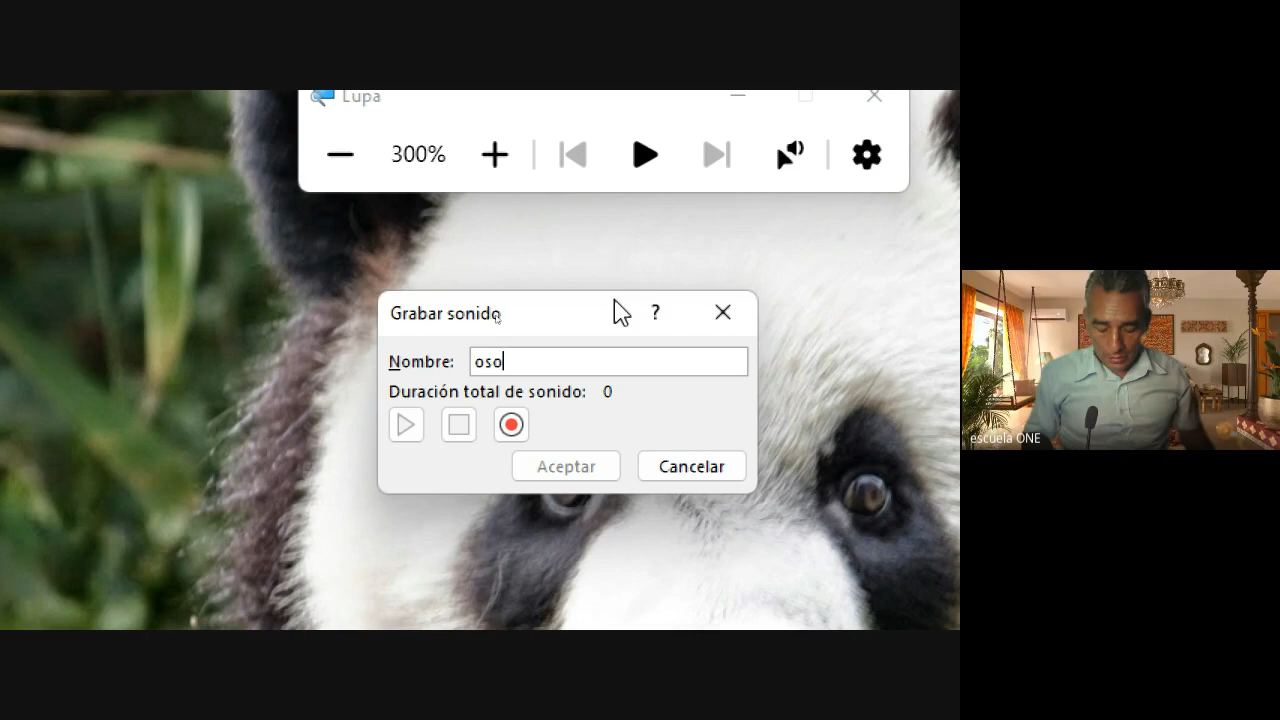 Lupa
300%
Grabar sonido
?
Nombre: oso
Duración total de sonido: 0
Aceptar
Cancelar
escuela ONE